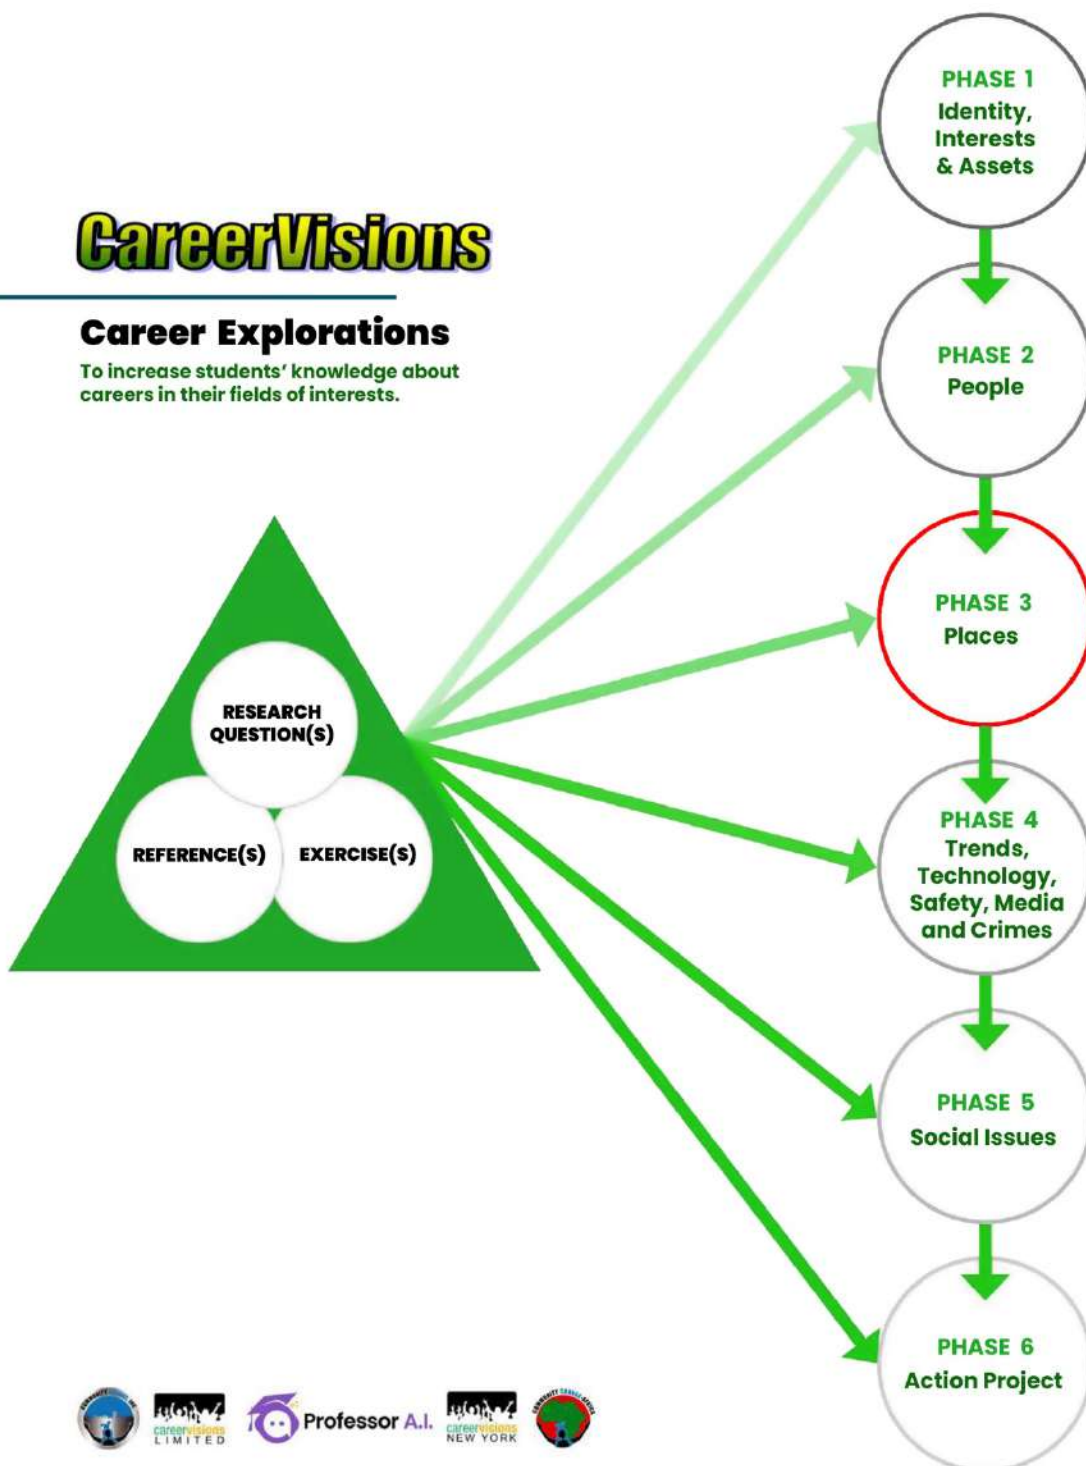 CareerVisions
Career Explorations
To increase students' knowledge about
careers in their fields of interests.
RESEARCH
QUESTION(S)
REFERENCE(S)
EXERCISE(S)
PHASE 1
Identity,
Interests
& Assets
PHASE 2
People
PHASE 3
Places
PHASE 4
Trends,
Technology,
Safety, Media
and Crimes
PHASE 5
Social Issues
PHASE 6
Action Project
careervisions
LIMITED
Professor A.I.
careervisions
NEW YORK